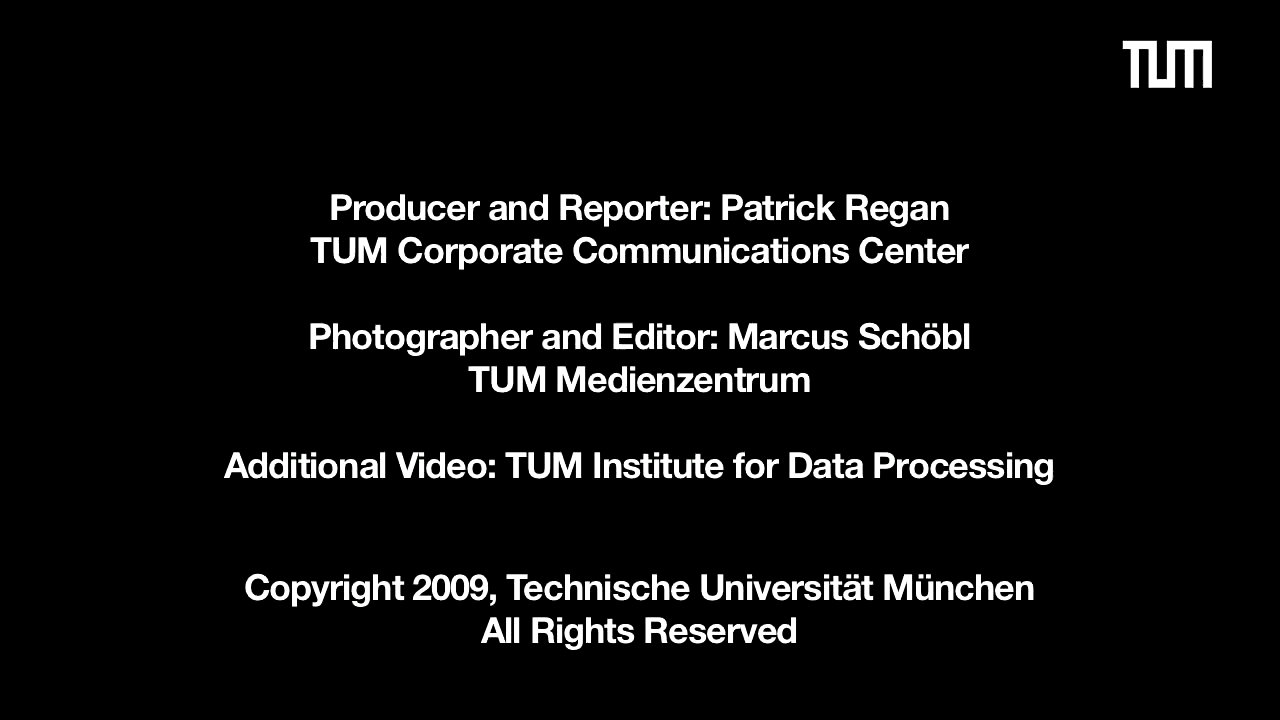 TUM
Producer and Reporter: Patrick Regan
TUM Corporate Communications Center
Photographer and Editor: Marcus Schöbl
TUM Medienzentrum
Additional Video: TUM Institute for Data Processing
Copyright 2009, Technische Universität München
All Rights Reserved